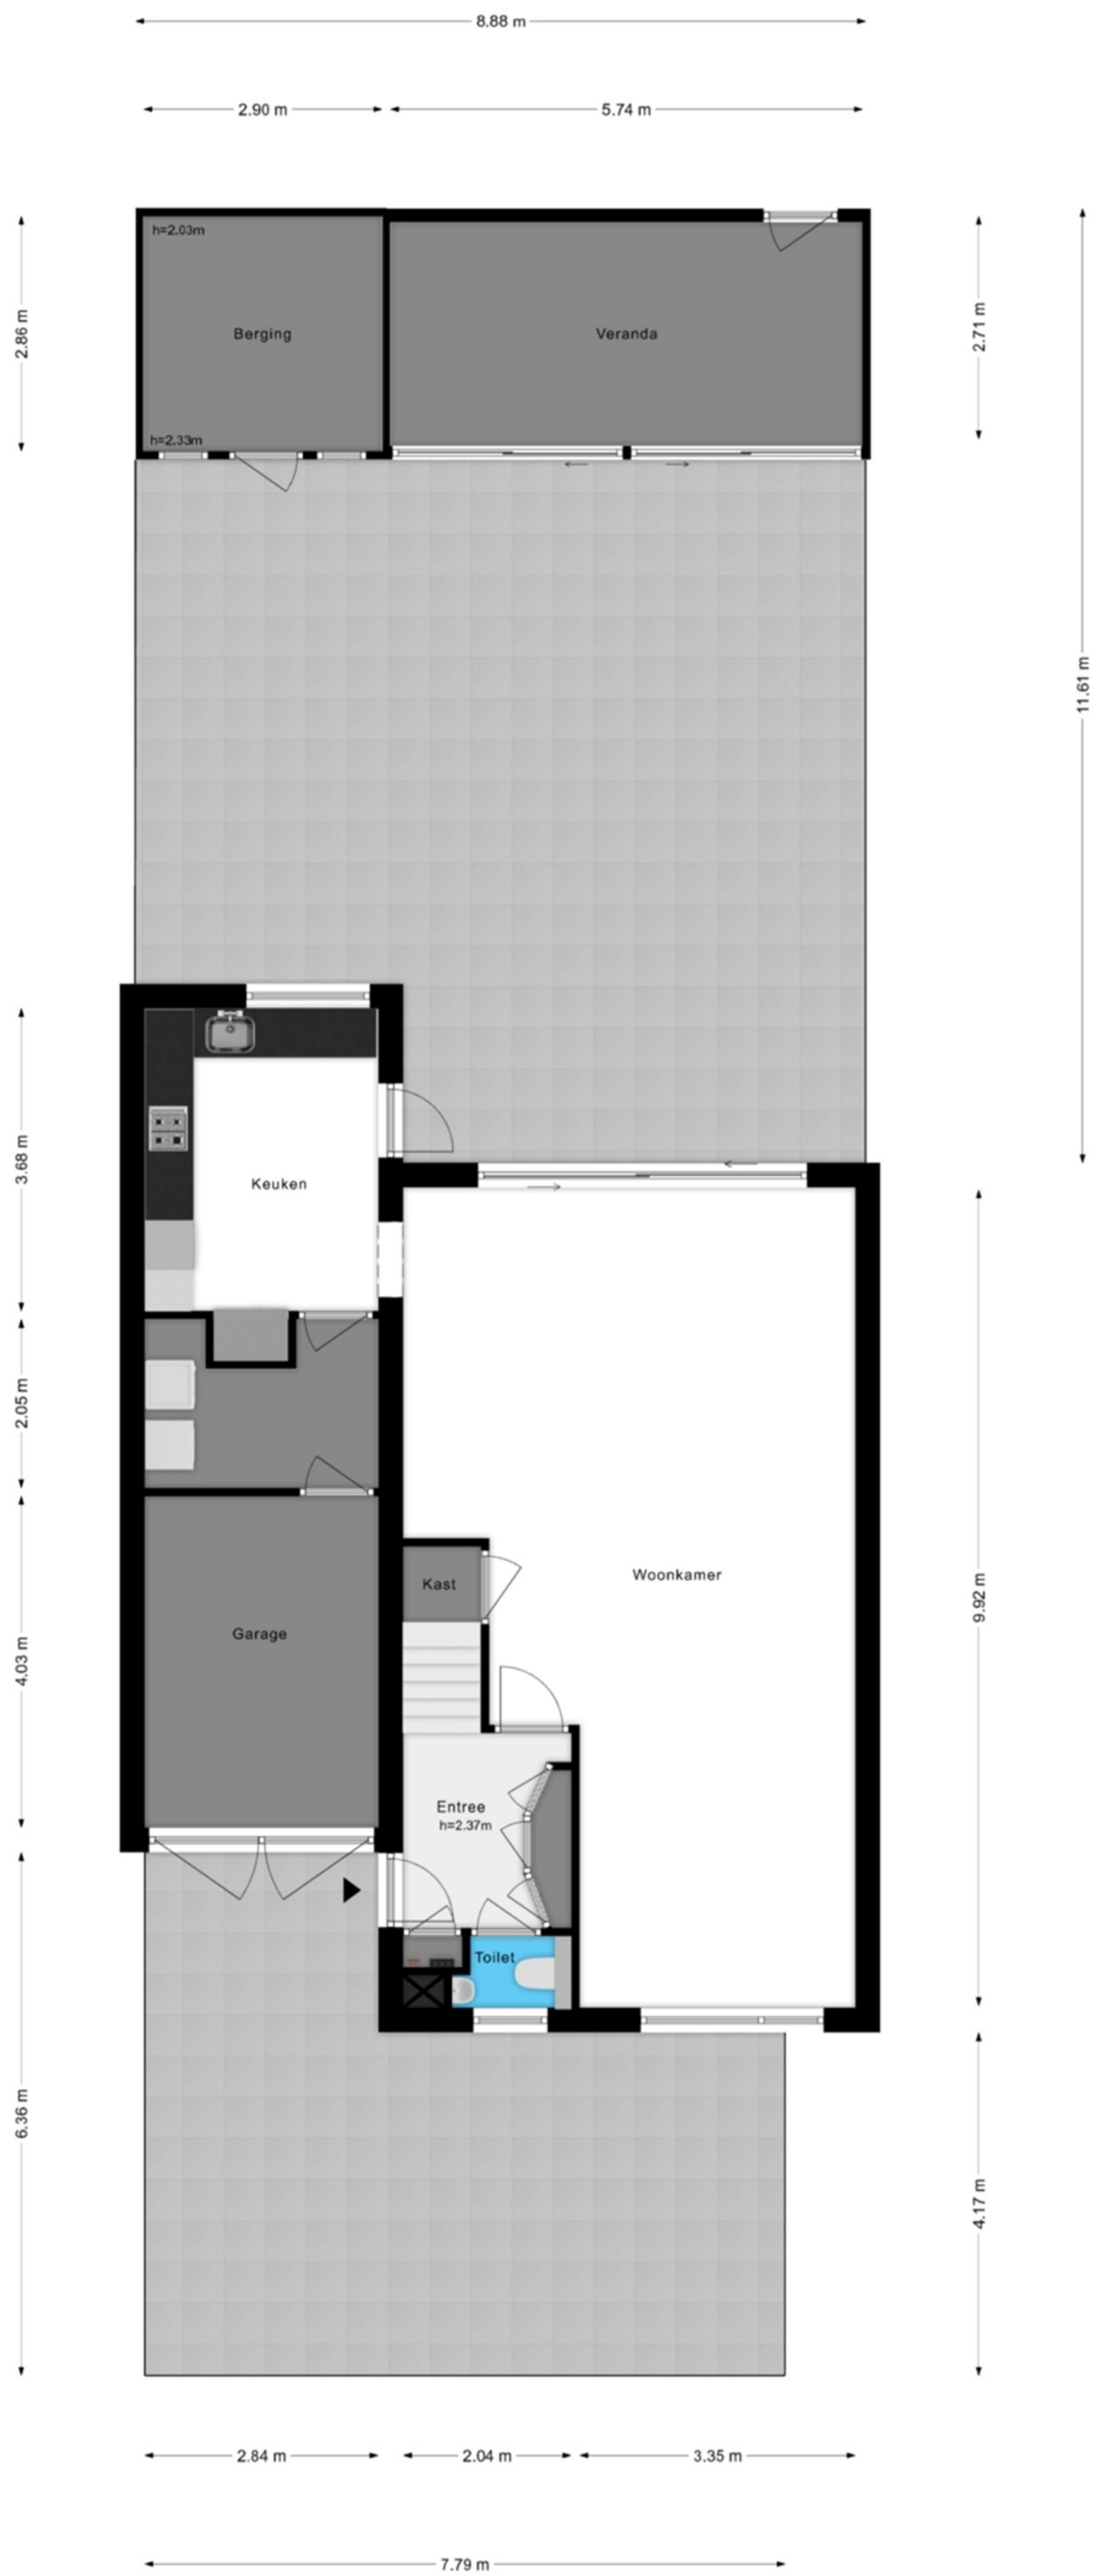 8.88 m
2.90 m
5.74 m
h=2.03m
2.86 m
Berging
Veranda
2.71 m
h=2.33m
11.61 m
3.68 m
Keuken
2.05 m
Kast
Woonkamer
9.92 m
Garage
4.03 m
Entree
h=2.37m
Toilet
6.36 m
4.17 m
2.84 m
2.04 m
3.35 m
7.79 m